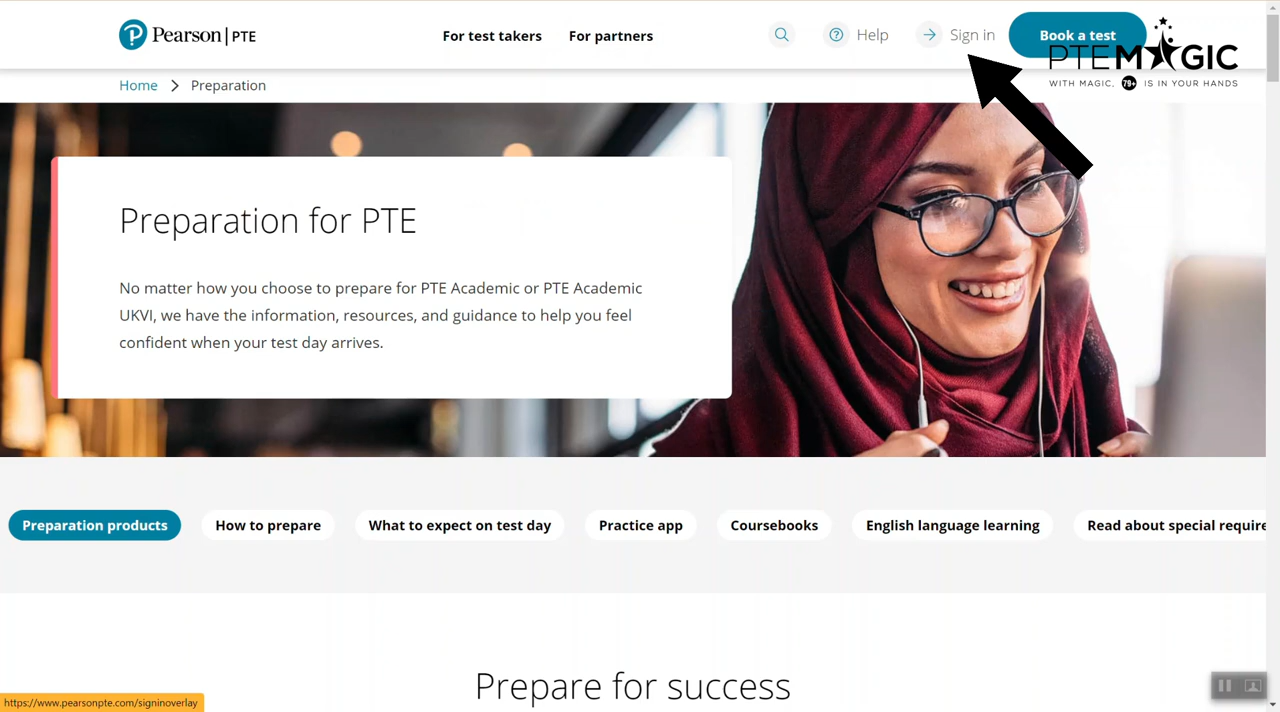 Pearson | PTE
For test takers
For partners
Help
Sign in
Book a test
PTE MAGIC
WITH MAGIC, 79+ IS IN YOUR HANDS
Home > Preparation
Preparation for PTE
No matter how you choose to prepare for PTE Academic or PTE Academic
UKVI, we have the information, resources, and guidance to help you feel
confident when your test day arrives.
Preparation products
How to prepare
What to expect on test day
Practice app
Coursebooks
English language learning
Read about special require
Prepare for success
https://www.pearsonpte.com/signinoverlay